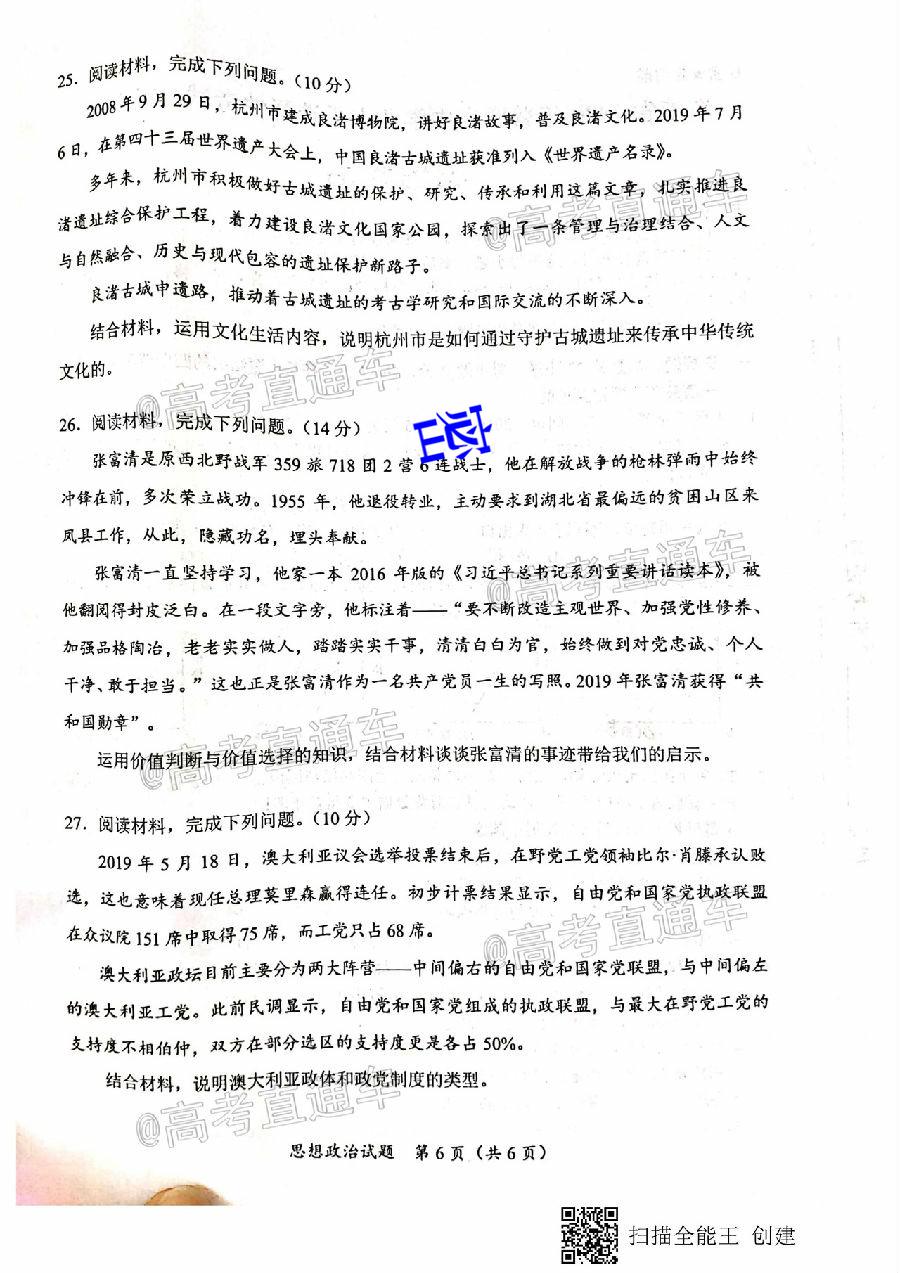 25. 阅读材料，完成下列问题。（10分）
2008年9月29日，杭州市建成良渚博物院，讲好良渚故事，普及良渚文化。2019年7月
6日，在第四十三届世界遗产大会上，中国良渚古城遗址获准列入《世界遗产名录》。
多年来，杭州市积极做好古城遗址的保护、研究、传承和利用这篇文章，扎实推进良
渚遗址综合保护工程，着力建设良渚文化国家公园，探索出了一条管理与治理结合、人文
与自然融合、历史与现代包容的遗址保护新路子。
@高考直通车
良渚古城申遗路，推动着古城遗址的考古学研究和国际交流的不断深入。
结合材料，运用文化生活内容，说明杭州市是如何通过守护古城遗址来传承中华传统
文化的。
@高考直通车
26. 阅读材料，完成下列问题。（14分）
密
张富清是原西北野战军359旅718团2营6连战士，他在解放战争的枪林弹雨中始终
冲锋在前，多次荣立战功。1955年，他退役转业，主动要求到湖北省最偏远的贫困山区来
凤县工作，从此，隐藏功名，埋头奉献。
@高考直通车
张富清一直坚持学习，他家一本2016年版的《习近平总书记系列重要讲话读本》，被
他翻阅得封皮泛白。在一段文字旁，他标注着——“要不断改造主观世界、加强党性修养、
加强品格陶冶，老老实实做人，踏踏实实干事，清清白白为官，始终做到对党忠诚、个人
干净、敢于担当。”这也正是张富清作为一名共产党员一生的写照。2019年张富清获得“共
和国勋章”。
@高考直通车
运用价值判断与价值选择的知识，结合材料谈谈张富清的事迹带给我们的启示。
27. 阅读材料，完成下列问题。（10分）
2019年5月18日，澳大利亚议会选举投票结束后，在野党工党领袖比尔·肖滕承认败
选，这也意味着现任总理莫里森赢得连任。初步计票结果显示，自由党和国家党执政联盟
在众议院151席中取得75席，而工党只占68席。
@高考直通车
澳大利亚政坛目前主要分为两大阵营——中间偏右的自由党和国家党联盟，与中间偏左
的澳大利亚工党。此前民调显示，自由党和国家党组成的执政联盟，与最大在野党工党的
支持度不相伯仲，双方在部分选区的支持度更是各占50%。
结合材料，说明澳大利亚政体和政党制度的类型。
@高考直通车
思想政治试题 第6页（共6页）
扫描全能王 创建